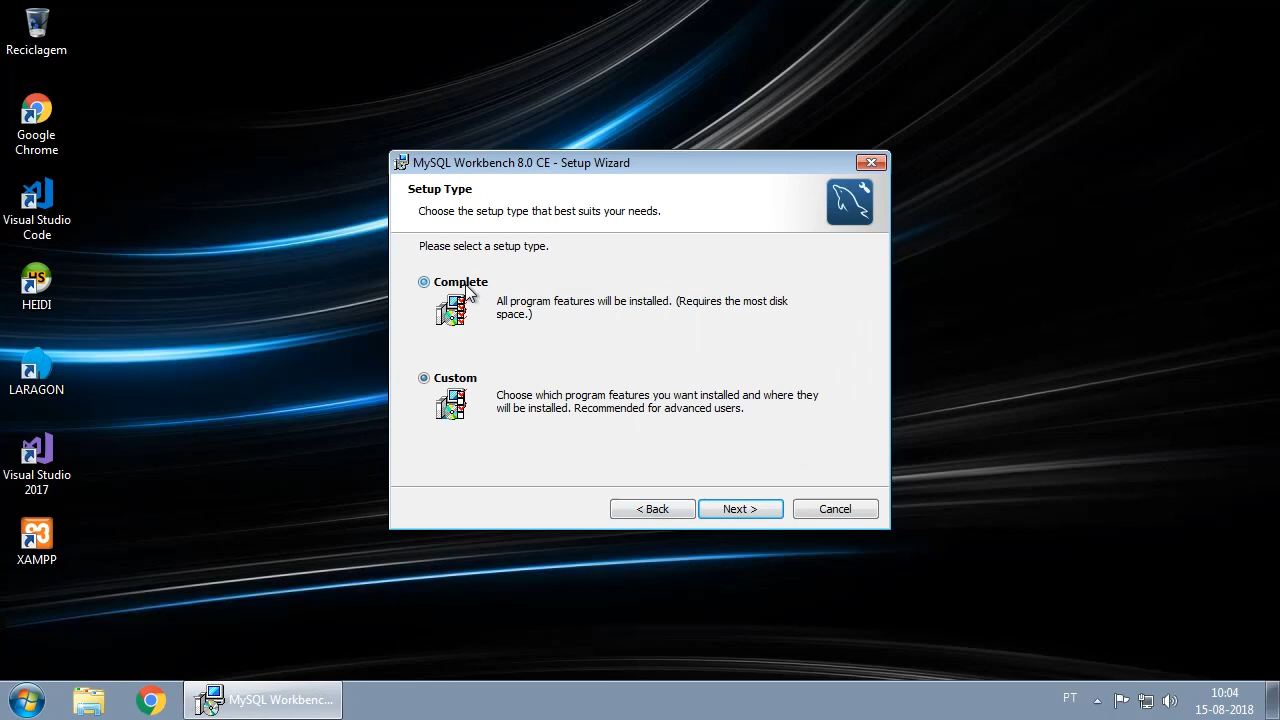 Reciclagem
Google
Chrome
Visual Studio
Code
HS
HEIDI
LARAGON
Visual Studio
2017
XAMPP
MySQL Workbench 8.0 CE - Setup Wizard
Setup Type
Choose the setup type that best suits your needs.
Please select a setup type.
Complete
All program features will be installed. (Requires the most disk
space.)
Custom
Choose which program features you want installed and where they
will be installed. Recommended for advanced users.
< Back
Next >
Cancel
MySQL Workbenc...
PT
10:04
15-08-2018